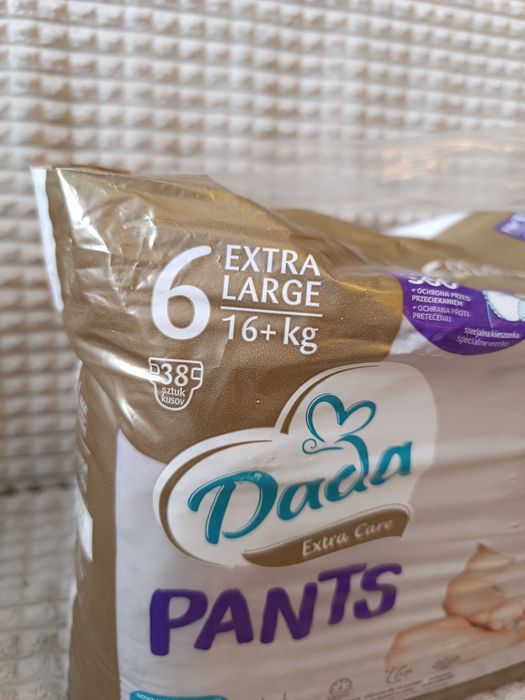 6
EXTRA
LARGE
16+ kg
38
sztuk
kusov
+ OCHRONA PRZED
PRZECIEKANIEM
+ OCHRANA PROTI
PRETEČENIU
specjalna kieszonka
Dada
Extra Care
PANTS